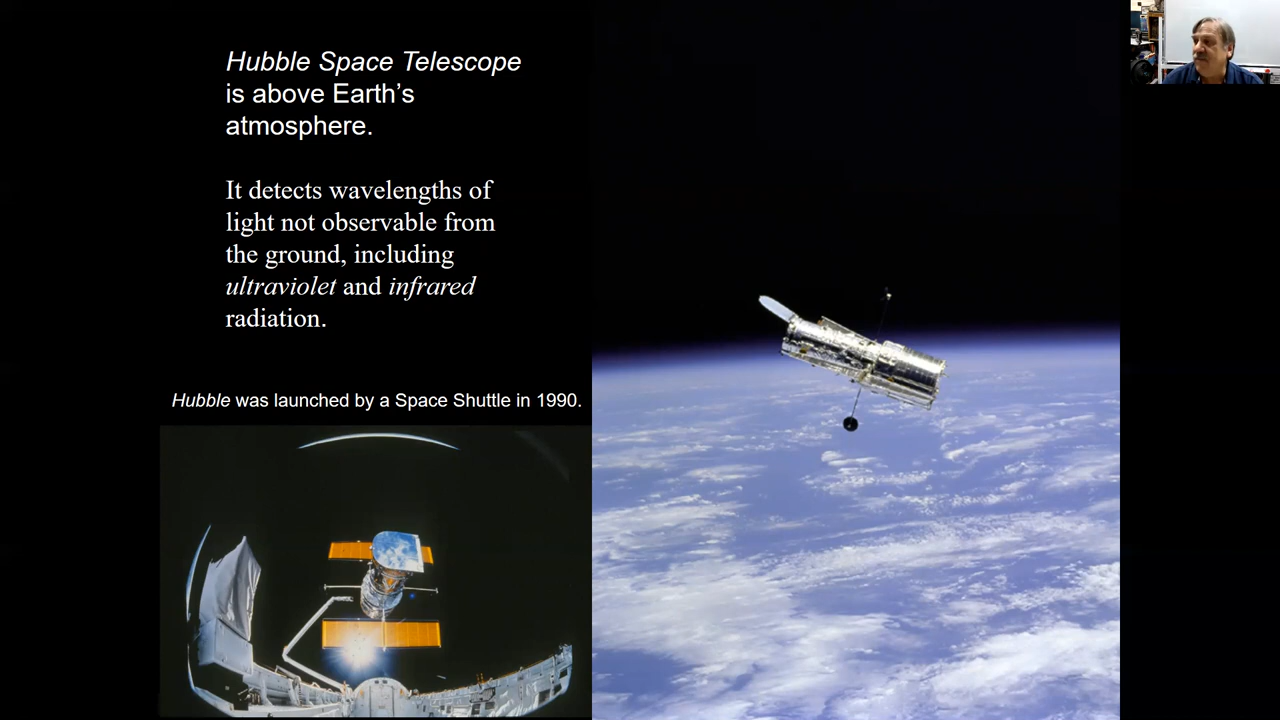 Hubble Space Telescope
is above Earth’s
atmosphere.
It detects wavelengths of
light not observable from
the ground, including
ultraviolet and infrared
radiation.
Hubble was launched by a Space Shuttle in 1990.